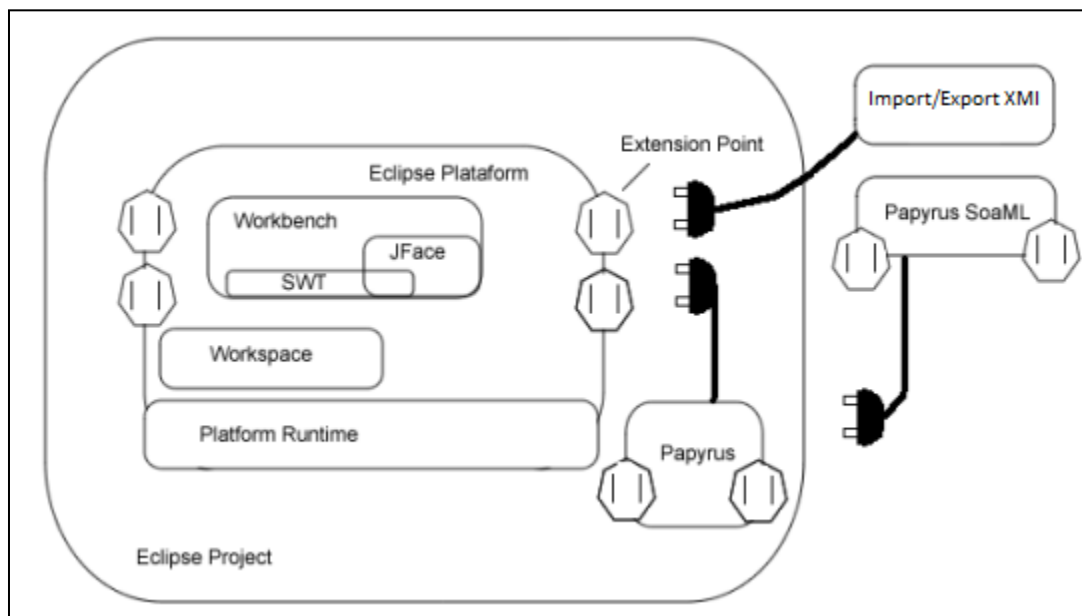 Import/Export XMI
Extension Point
Eclipse Plataform
Papyrus SoaML
Workbench
JFace
SWT
Workspace
Platform Runtime
Papyrus
Eclipse Project